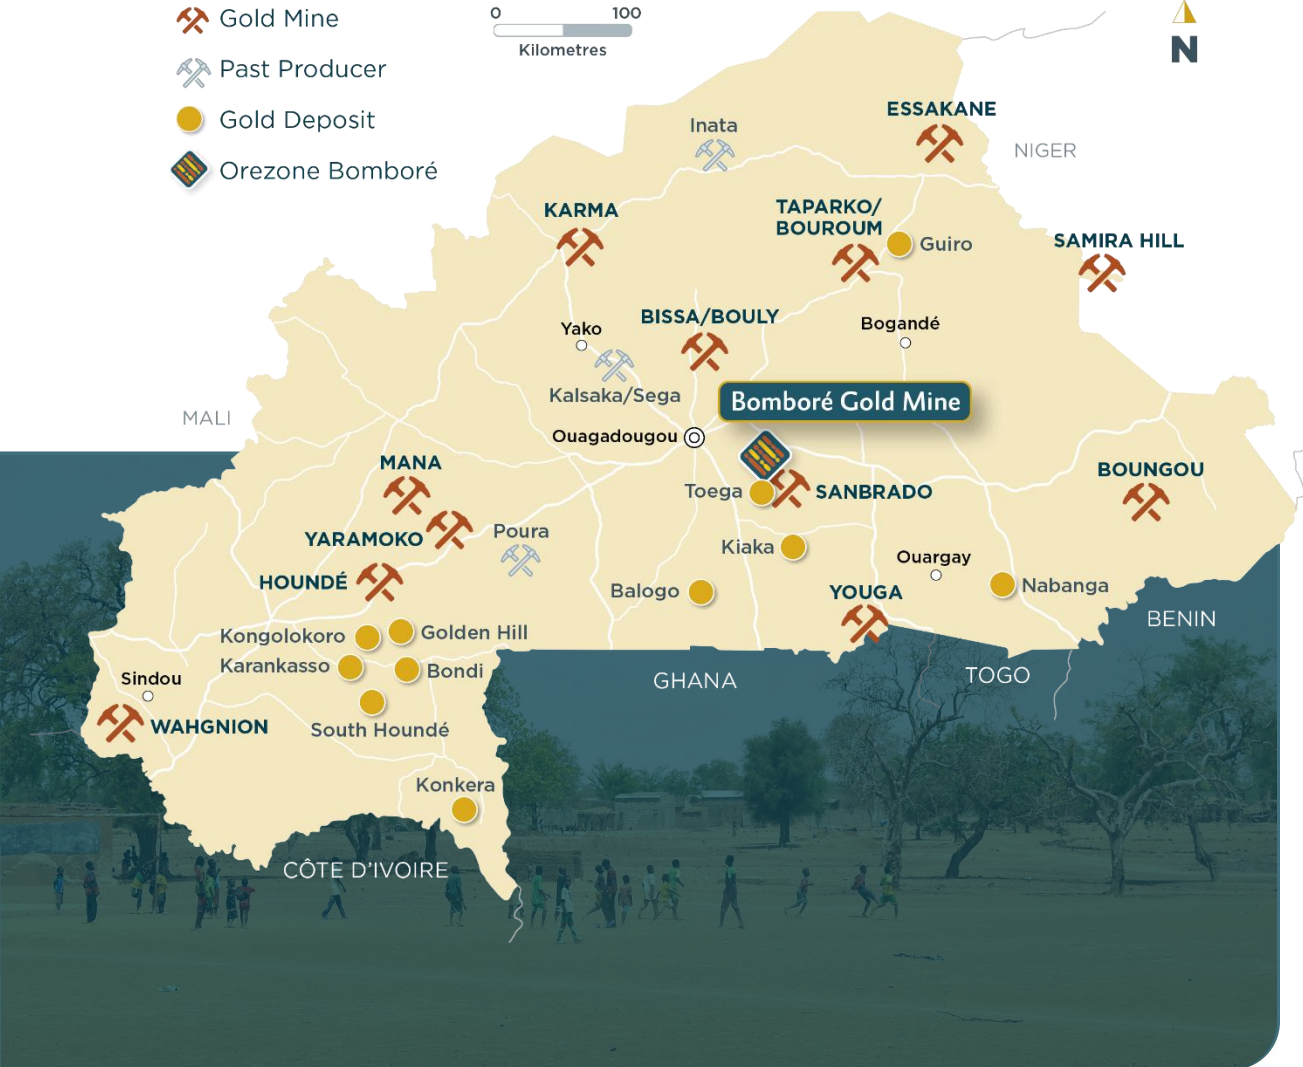 Gold Mine
Past Producer
Gold Deposit
Orezone Bomboré
0 100
Kilometres
N
ESSAKANE
Inata
NIGER
KARMA
TAPARKO/
BOUROUM
Guiro
SAMIRA HILL
BISSA/BOULY
Yako
Bogandé
Kalsaka/Sega
Bomboré Gold Mine
MALI
Ouagadougou
MANA
BOUNGOU
Toega
SANBRADO
YARAMOKO
Poura
Kiaka
Ouargay
HOUNDÉ
Balogo
YOUGA
Nabanga
BENIN
Kongolokoro
Golden Hill
Karankasso
Bondi
Sindou
GHANA
TOGO
WAHGNION
South Houndé
Konkera
CÔTE D'IVOIRE